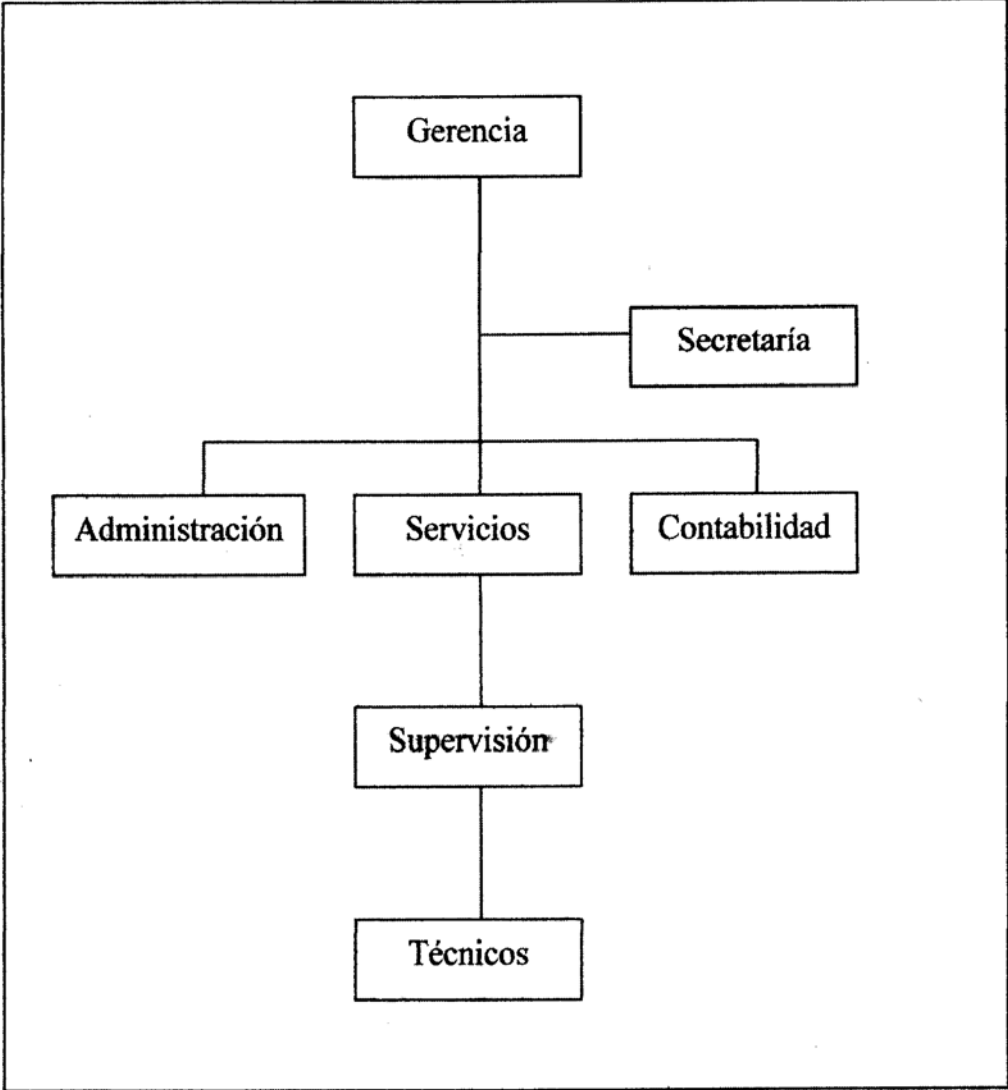 Gerencia
Secretaría
Administración
Servicios
Contabilidad
Supervisión
Técnicos